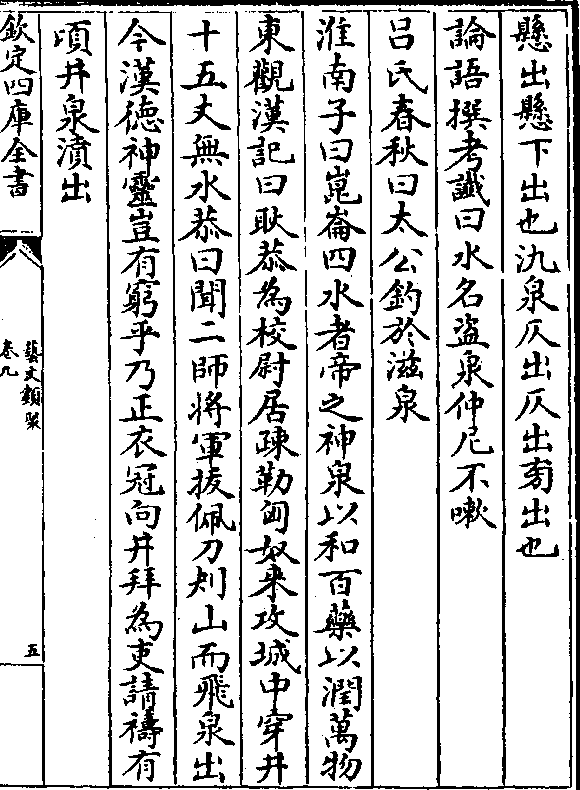 懸出懸下出也氿泉仄出仄出旁出也
論語撰考讖曰水名盜泉仲尼不嗽
吕氏春秋曰太公釣於滋泉
淮南子曰崑崙四水者帝之神泉以和百藥以潤萬物
東觀漢記曰耿恭為校尉居疎勒匈奴来攻城中穿井
十五丈無水恭曰聞二師将軍拔佩刀刾山而飛泉出
今漢徳神靈豈有窮乎乃正衣冠向井拜為吏請禱有
頃井泉濆出
欽定四庫全書
藝文類聚
卷九
五